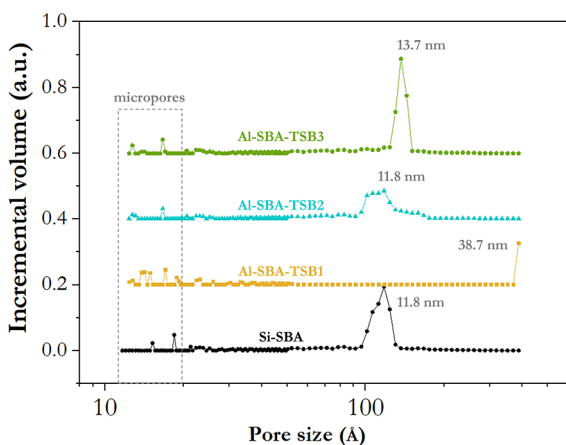 1.0
0.8
0.6
0.4
0.2
0.0
Incremental volume (a.u.)
micropores
13.7 nm
Al-SBA-TSB3
11.8 nm
Al-SBA-TSB2
38.7 nm
Al-SBA-TSB1
11.8 nm
Si-SBA
10
100
Pore size (Å)